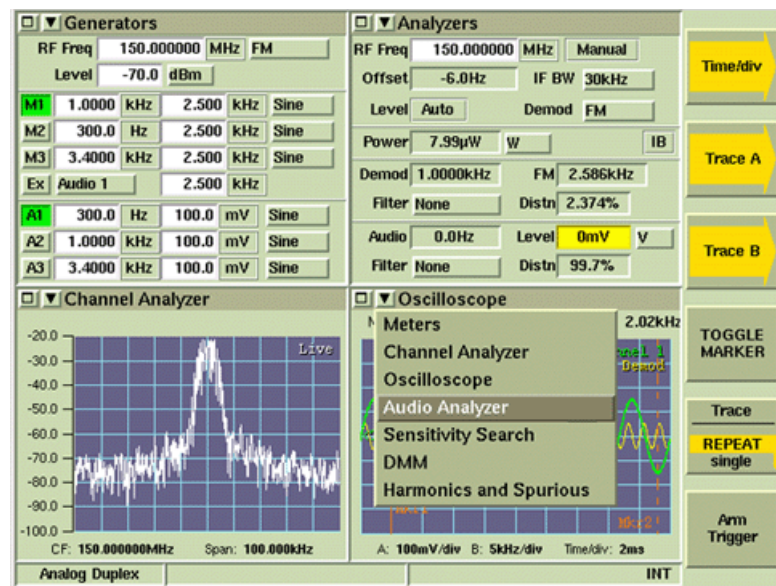 Generators
RF Freq 150.000000 MHz FM
Level -70.0 dBm
M1 1.0000 kHz 2.500 kHz Sine
M2 300.0 Hz 2.500 kHz Sine
M3 3.4000 kHz 2.500 kHz Sine
Ex Audio 1 2.500 kHz
A1 300.0 Hz 100.0 mV Sine
A2 1.0000 kHz 100.0 mV Sine
A3 3.4000 kHz 100.0 mV Sine
Analyzers
RF Freq 150.000000 MHz Manual
Offset -6.0Hz IF BW 30kHz
Level Auto Demod FM
Power 7.99µW W IB
Demod 1.0000kHz FM 2.586kHz
Filter None Distn 2.374%
Audio 0.0Hz Level 0mV V
Filter None Distn 99.7%
Channel Analyzer
Live
-20.0
-30.0
-40.0
-50.0
-60.0
-70.0
-80.0
-90.0
-100.0
CF: 150.000000MHz Span: 100.000kHz
Oscilloscope
2.02kHz
Meters
Channel Analyzer
Oscilloscope
Audio Analyzer
Sensitivity Search
DMM
Harmonics and Spurious
1
Demod
Mkr2
A: 100mV/div B: 5kHz/div Time/div: 2ms
Time/div
Trace A
Trace B
TOGGLE
MARKER
Trace
REPEAT
single
Arm
Trigger
Analog Duplex
INT